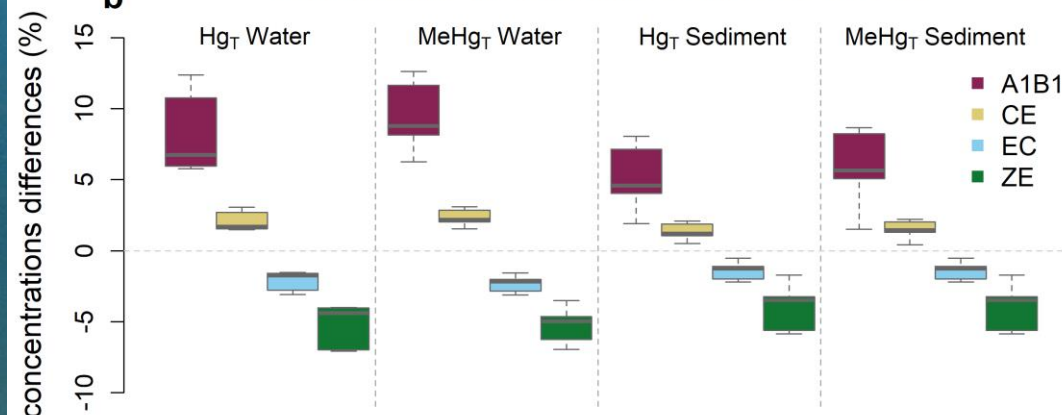 b
concentrations differences (%)
15
10
5
0
-5
-10
Hg_T Water
MeHg_T Water
Hg_T Sediment
MeHg_T Sediment
A1B1
CE
EC
ZE